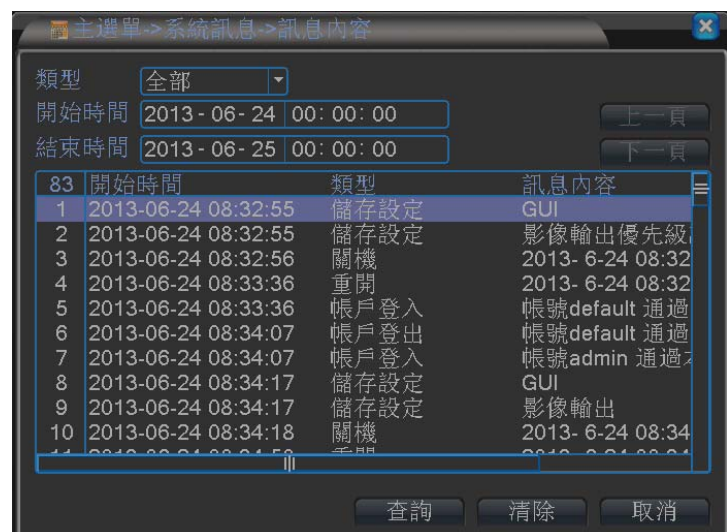 主選單->系統訊息->訊息內容
類型 全部
開始時間 2013 - 06 - 24 00 : 00 : 00 上一頁
結束時間 2013 - 06 - 25 00 : 00 : 00 下一頁
83 開始時間 類型 訊息內容
1 2013-06-24 08:32:55 儲存設定 GUI
2 2013-06-24 08:32:55 儲存設定 影像輸出優先級
3 2013-06-24 08:32:56 關機 2013- 6-24 08:32
4 2013-06-24 08:33:36 重開 2013- 6-24 08:32
5 2013-06-24 08:33:36 帳戶登入 帳號default 通過
6 2013-06-24 08:34:07 帳戶登出 帳號default 通過
7 2013-06-24 08:34:07 帳戶登入 帳號admin 通過
8 2013-06-24 08:34:17 儲存設定 GUI
9 2013-06-24 08:34:17 儲存設定 影像輸出
10 2013-06-24 08:34:18 關機 2013- 6-24 08:34
查詢 清除 取消